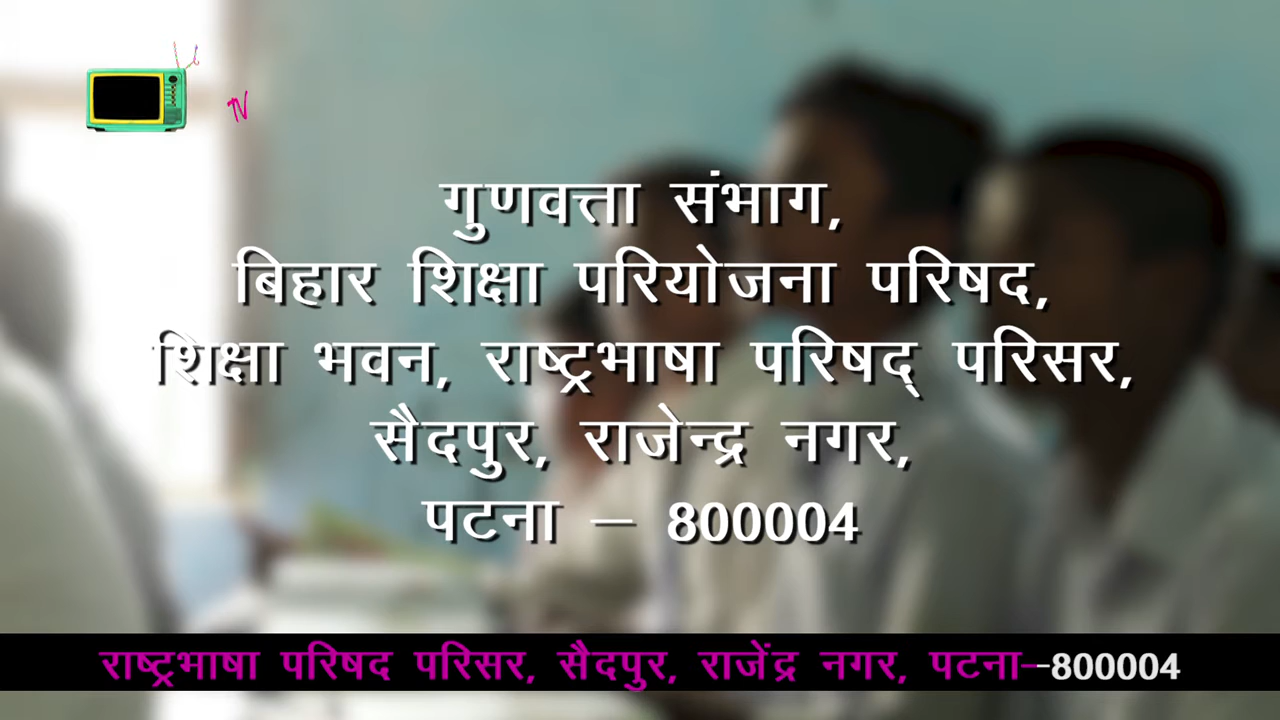 TV
गुणवत्ता संभाग,
बिहार शिक्षा परियोजना परिषद,
शिक्षा भवन, राष्ट्रभाषा परिषद् परिसर,
सैदपुर, राजेन्द्र नगर,
पटना – 800004
राष्ट्रभाषा परिषद परिसर, सैदपुर, राजेंद्र नगर, पटना--800004